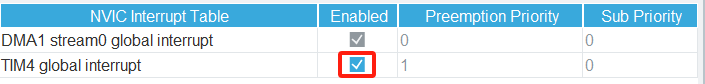 NVIC Interrupt Table Enabled Preemption Priority Sub Priority
DMA1 stream0 global interrupt 0 0
TIM4 global interrupt 1 0